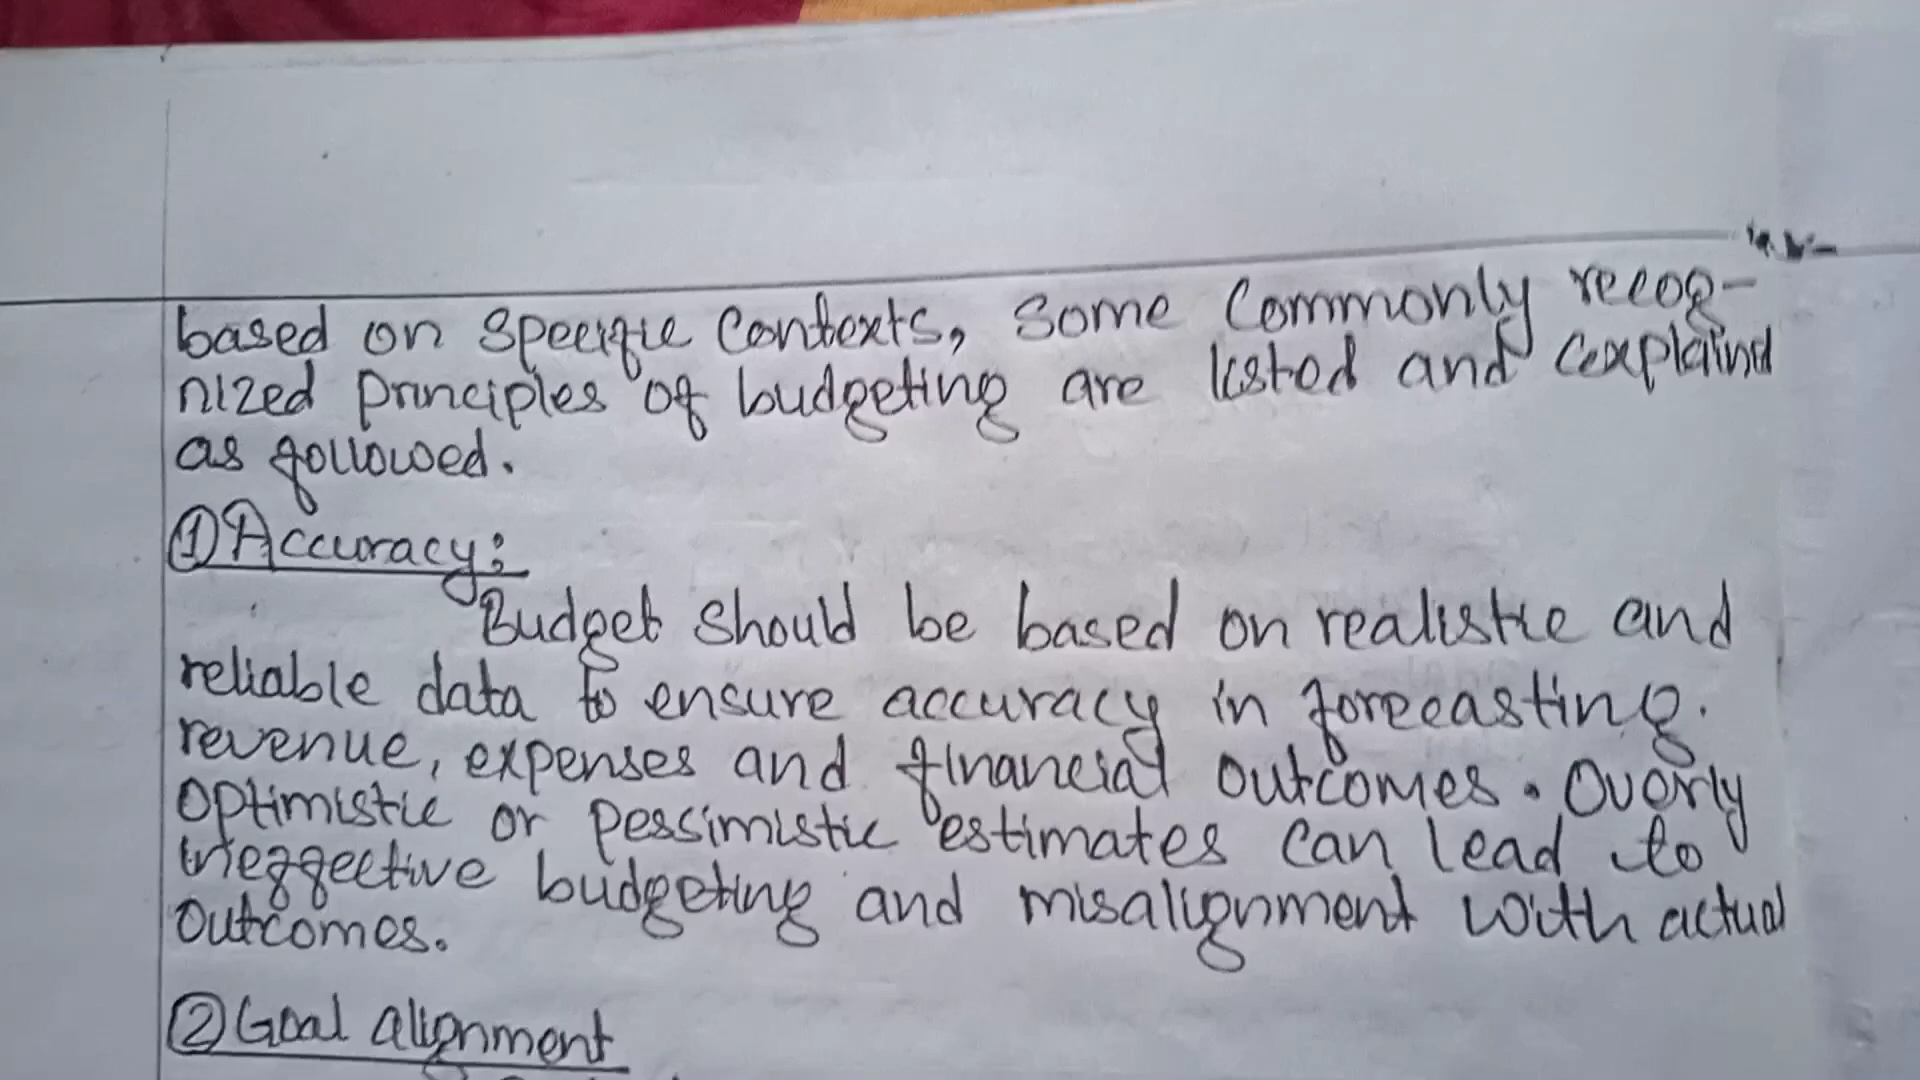 based on specific contexts, some commonly recog-
nized principles of budgeting are listed and explaind
as followed.
① Accuracy:
Budget should be based on realistic and
reliable data to ensure accuracy in forecasting.
revenue, expenses and financial outcomes. Overly
optimistic or pessimistic estimates can lead to
ineffective budgeting and misalignment with actual
outcomes.
② Goal alignment